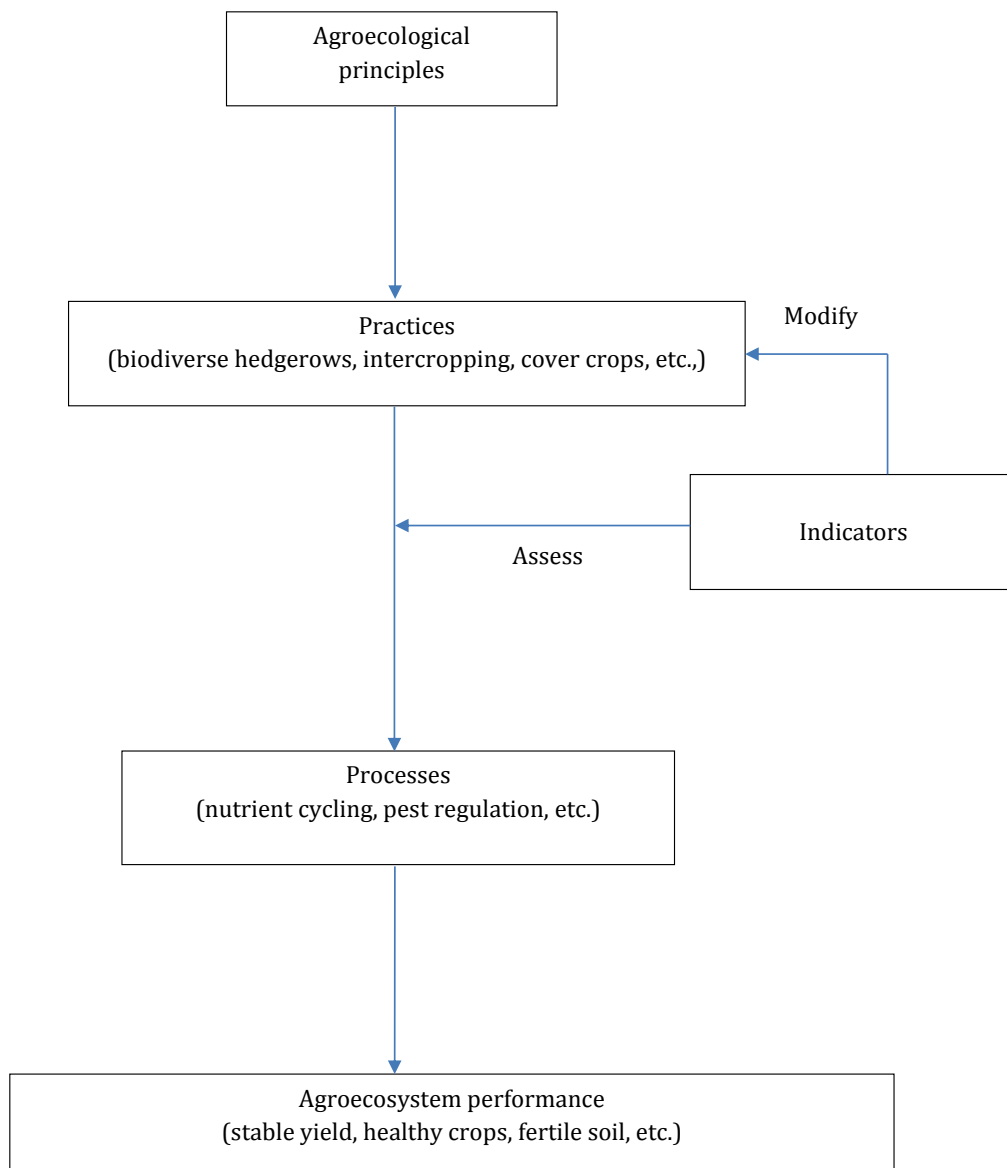 Agroecological
principles
Practices
(biodiverse hedgerows, intercropping, cover crops, etc.,)
Modify
Indicators
Assess
Processes
(nutrient cycling, pest regulation, etc.)
Agroecosystem performance
(stable yield, healthy crops, fertile soil, etc.)